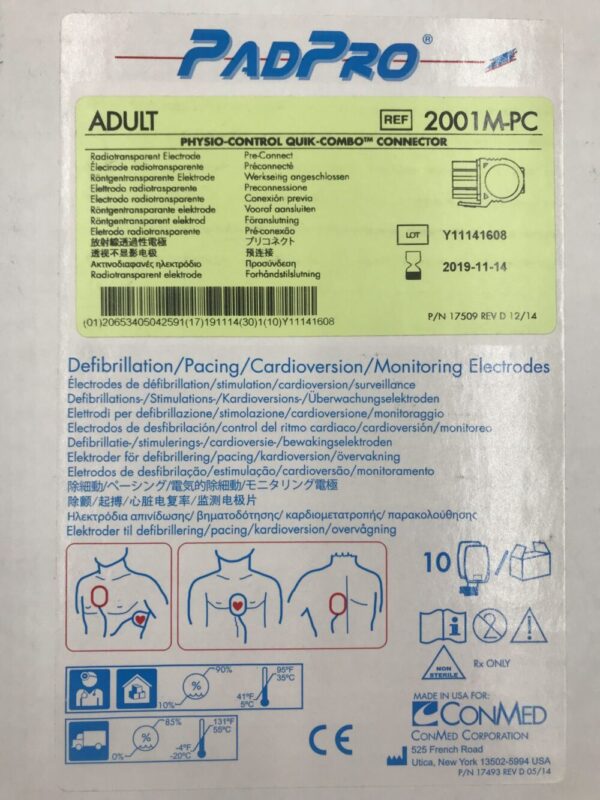 PADPRO®
ADULT
REF 2001M-PC
PHYSIO-CONTROL QUIK-COMBO™ CONNECTOR
Radiotransparent Electrode Pre-Connect
Électrode radiotransparente Préconnecté
Röntgentransparente Elektrode Werkseitig angeschlossen
Elettrodo radiotrasparente Preconnessione
Electrodo radiotransparente Conexión previa
Röntgentransparante elektrode Vooraf aansluiten
Röntgentransparent elektrod Föranslutning
Eletrodo radiotransparente Pré-conexão
放射線透過性電極 プリコネクト
透视不显影电极 预连接
Ακτινοδιαφανές ηλεκτρόδιο Προσύνδεση
Radiotransparent elektrode Forhåndstilslutning
LOT Y11141608
2019-11-14
(01)20653405042591(17)191114(30)1(10)Y11141608
P/N 17509 REV D 12/14
Defibrillation/Pacing/Cardioversion/Monitoring Electrodes
Électrodes de défibrillation/stimulation/cardioversion/surveillance
Defibrillations-/Stimulations-/Kardioversions-/Überwachungselektroden
Elettrodi per defibrillazione/stimolazione/cardioversione/monitoraggio
Electrodos de desfibrilación/control del ritmo cardiaco/cardioversión/monitoreo
Defibrillatie-/stimulerings-/cardioversie-/bewakingselektroden
Elektroder för defibrillering/pacing/kardioversion/övervakning
Eletrodos de desfibrilação/estimulação/cardioversão/monitoramento
除細動/ペーシング/電気的除細動/モニタリング電極
除颤/起搏/心脏电复率/监测电极片
Ηλεκτρόδια απινίδωσης/ βηματοδότησης/ καρδιομετατροπής/ παρακολούθησης
Elektroder til defibrillering/pacing/kardioversion/overvågning
10
NON STERILE
Rx ONLY
10% % 90%
41°F 5°C
95°F 35°C
0% % 85%
-4°F -20°C
131°F 55°C
CE
MADE IN USA FOR:
CONMED
CONMED CORPORATION
525 French Road
Utica, New York 13502-5994 USA
P/N 17493 REV D 05/14